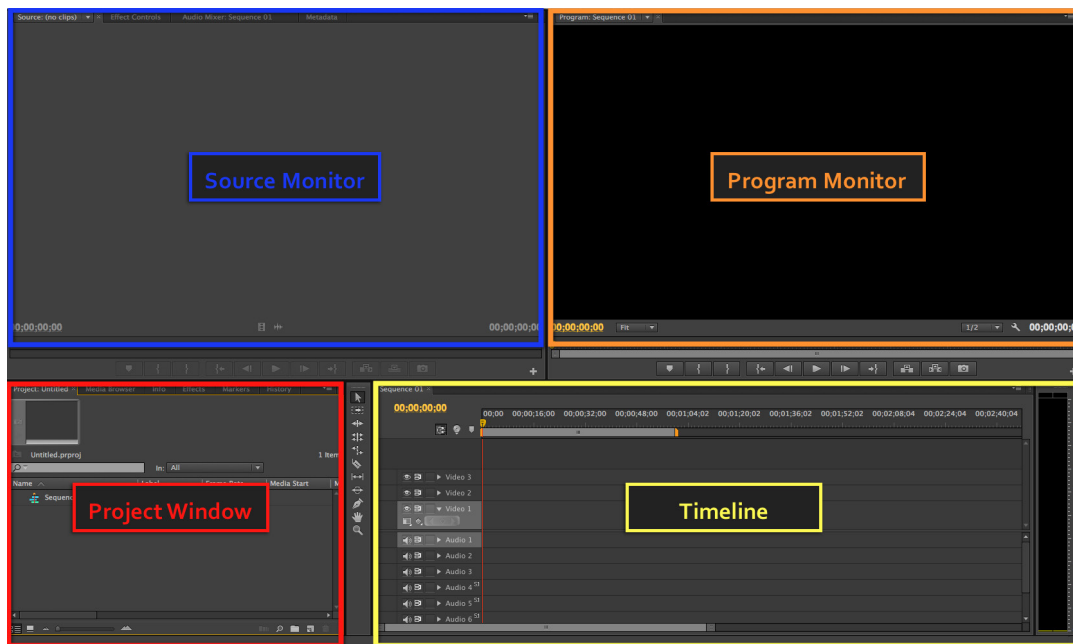 Source: (no clips) Effect Controls Audio Mixer: Sequence 01 Metadata
Program: Sequence 01
Source Monitor
Program Monitor
00;00;00;00 00;00;00;0
00;00;00;00 Fit 1/2 00;00;00;0
Project: Untitled Media Browser Info Effects Markers History
Untitled.prproj 1 Item
In: All
Name Label Frame Rate Media Start M
Sequenc
Project Window
Sequence 01
00;00;00;00
00;00 00;00;16;00 00;00;32;00 00;00;48;00 00;01;04;02 00;01;20;02 00;01;36;02 00;01;52;02 00;02;08;04 00;02;24;04 00;02;40;04
Video 3
Video 2
Video 1
Timeline
Audio 1
Audio 2
Audio 3
Audio 4
Audio 5
Audio 6